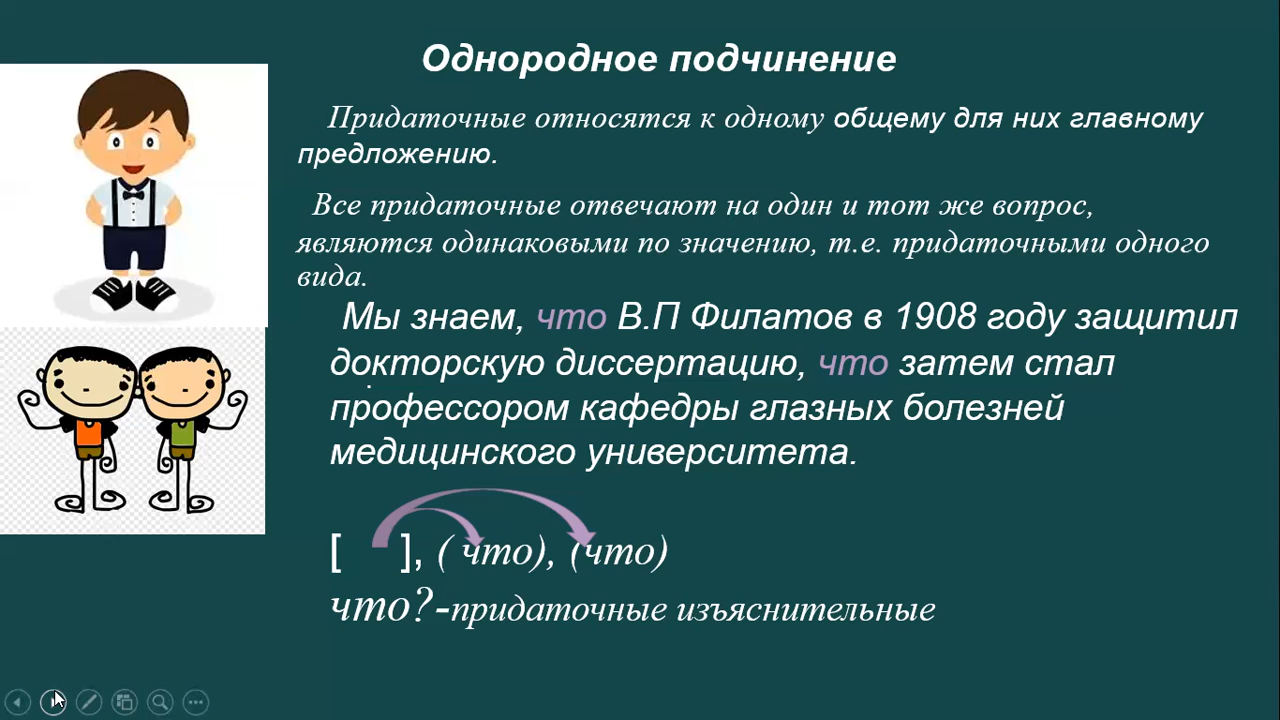 Однородное подчинение
Придаточные относятся к одному общему для них главному
предложению.
Все придаточные отвечают на один и тот же вопрос,
являются одинаковыми по значению, т.е. придаточными одного
вида.
Мы знаем, что В.П Филатов в 1908 году защитил
докторскую диссертацию, что затем стал
профессором кафедры глазных болезней
медицинского университета.
[ ], ( что), (что)
что?-придаточные изъяснительные